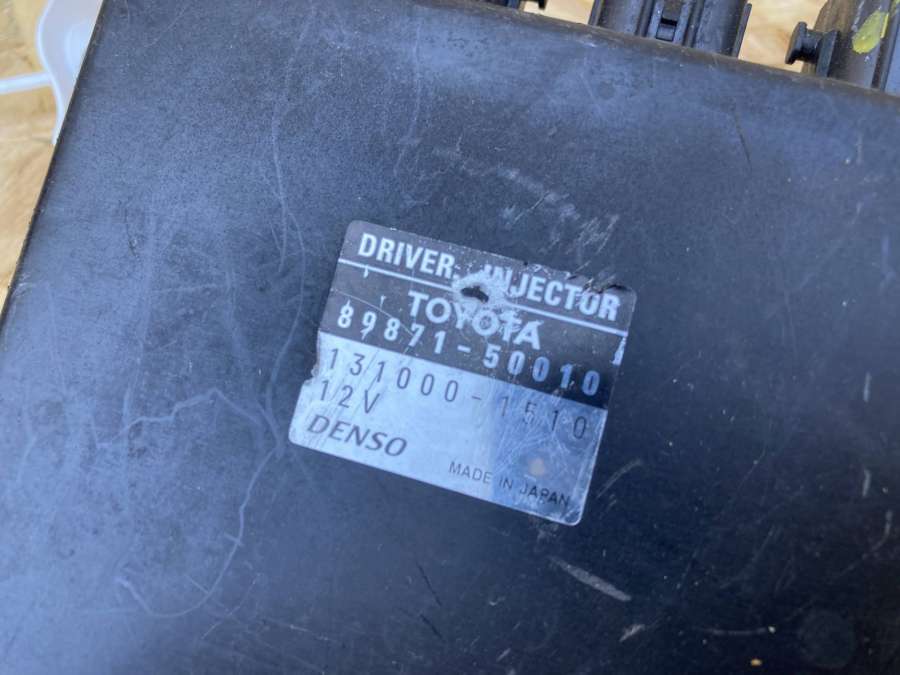 DRIVER, INJECTOR
TOYOTA
89871-50010
131000-1510
12V
DENSO
MADE IN JAPAN